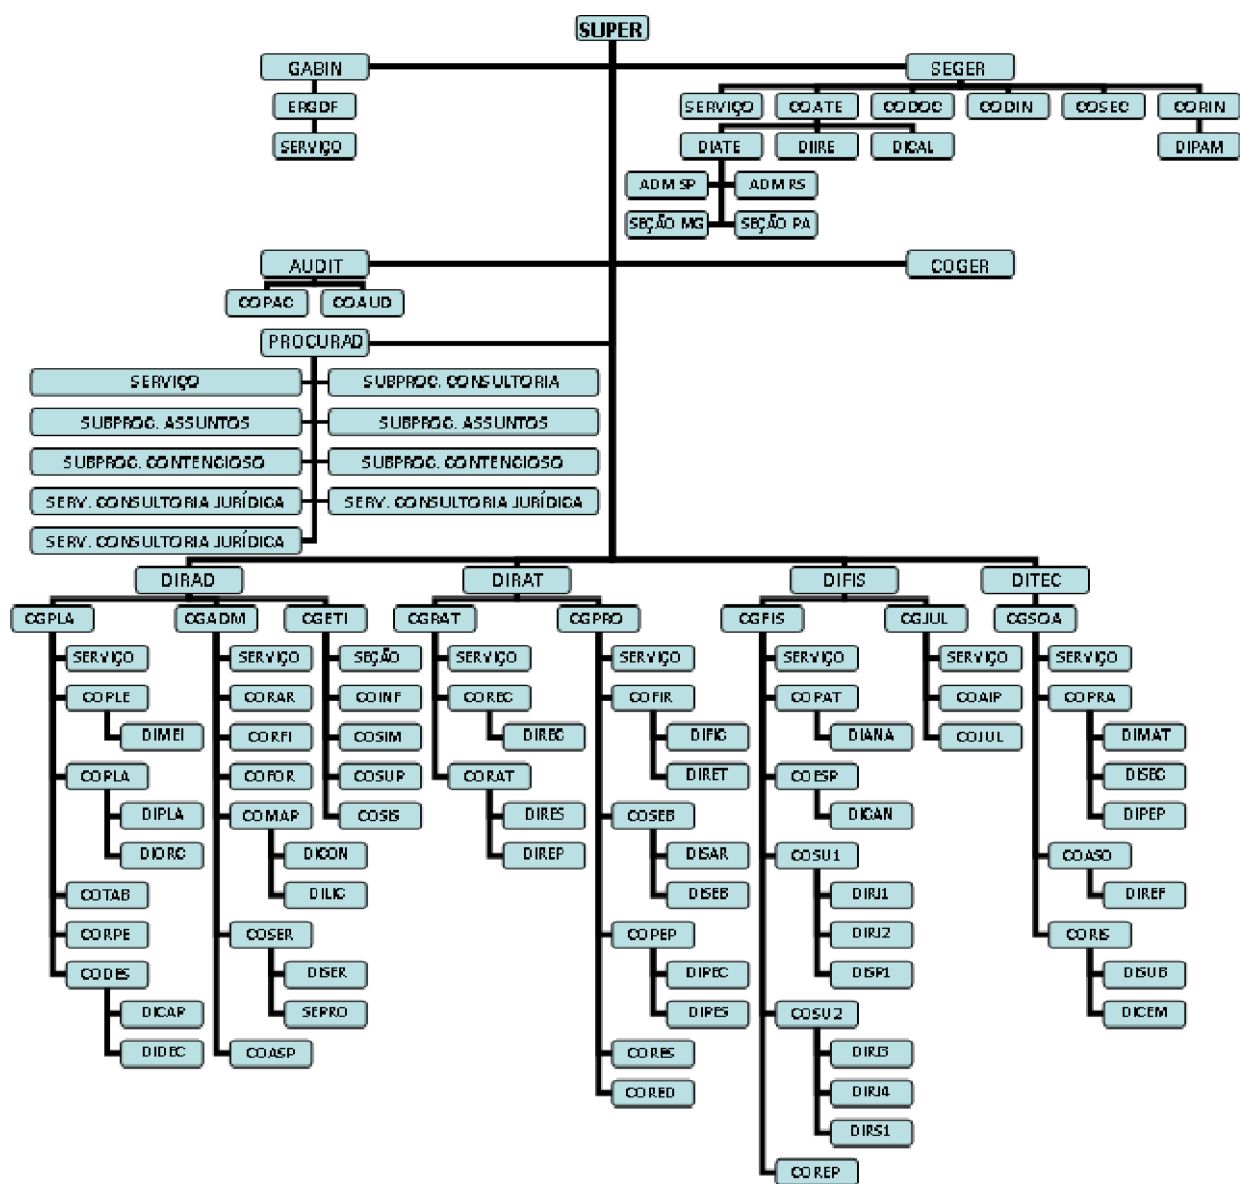 SUPER
GABIN
SEGER
ERGDF
SERVIÇO
COATE
CODOC
CODIN
COSEC
CORIN
SERVIÇO
DIATE
DIIRE
DICAL
DIPAM
ADM SP
ADM RS
SEÇÃO MG
SEÇÃO PA
AUDIT
COGER
COPAC
COAUD
PROCURAD
SERVIÇO
SUBPROC. CONSULTORIA
SUBPROC. ASSUNTOS
SUBPROC. ASSUNTOS
SUBPROC. CONTENCIOSO
SUBPROC. CONTENCIOSO
SERV. CONSULTORIA JURÍDICA
SERV. CONSULTORIA JURÍDICA
SERV. CONSULTORIA JURÍDICA
DIRAD
DIRAT
DIFIS
DITEC
CGPLA
CGADM
CGETI
CGRAT
CGPRO
CGFIS
CGJUL
CGSOA
SERVIÇO
SERVIÇO
SEÇÃO
SERVIÇO
SERVIÇO
SERVIÇO
SERVIÇO
SERVIÇO
COPLE
CORAR
COINF
COREC
COFIR
COPAT
COAIP
COPRA
DIMEI
CORFI
COSIM
DIREC
DIFIC
DIANA
COJUL
DIMAT
COPLA
COFOR
COSUP
CORAT
DIRET
COESP
DISEC
DIPLA
COMAP
COSIS
DIRES
COSEB
DICAN
DIPEP
DIORC
DICON
DIREP
DISAR
COSU1
COASO
COTAB
DILIC
DISEB
DIRJ1
DIREF
CORPE
COSER
COPEP
DIRJ2
CORIS
CODES
DISER
DIPEC
DISP1
DISUB
DICAP
SEPRO
DIPES
COSU2
DICEM
DIDEC
COASP
CORES
DIRJ3
CORED
DIRJ4
DIRS1
COREP